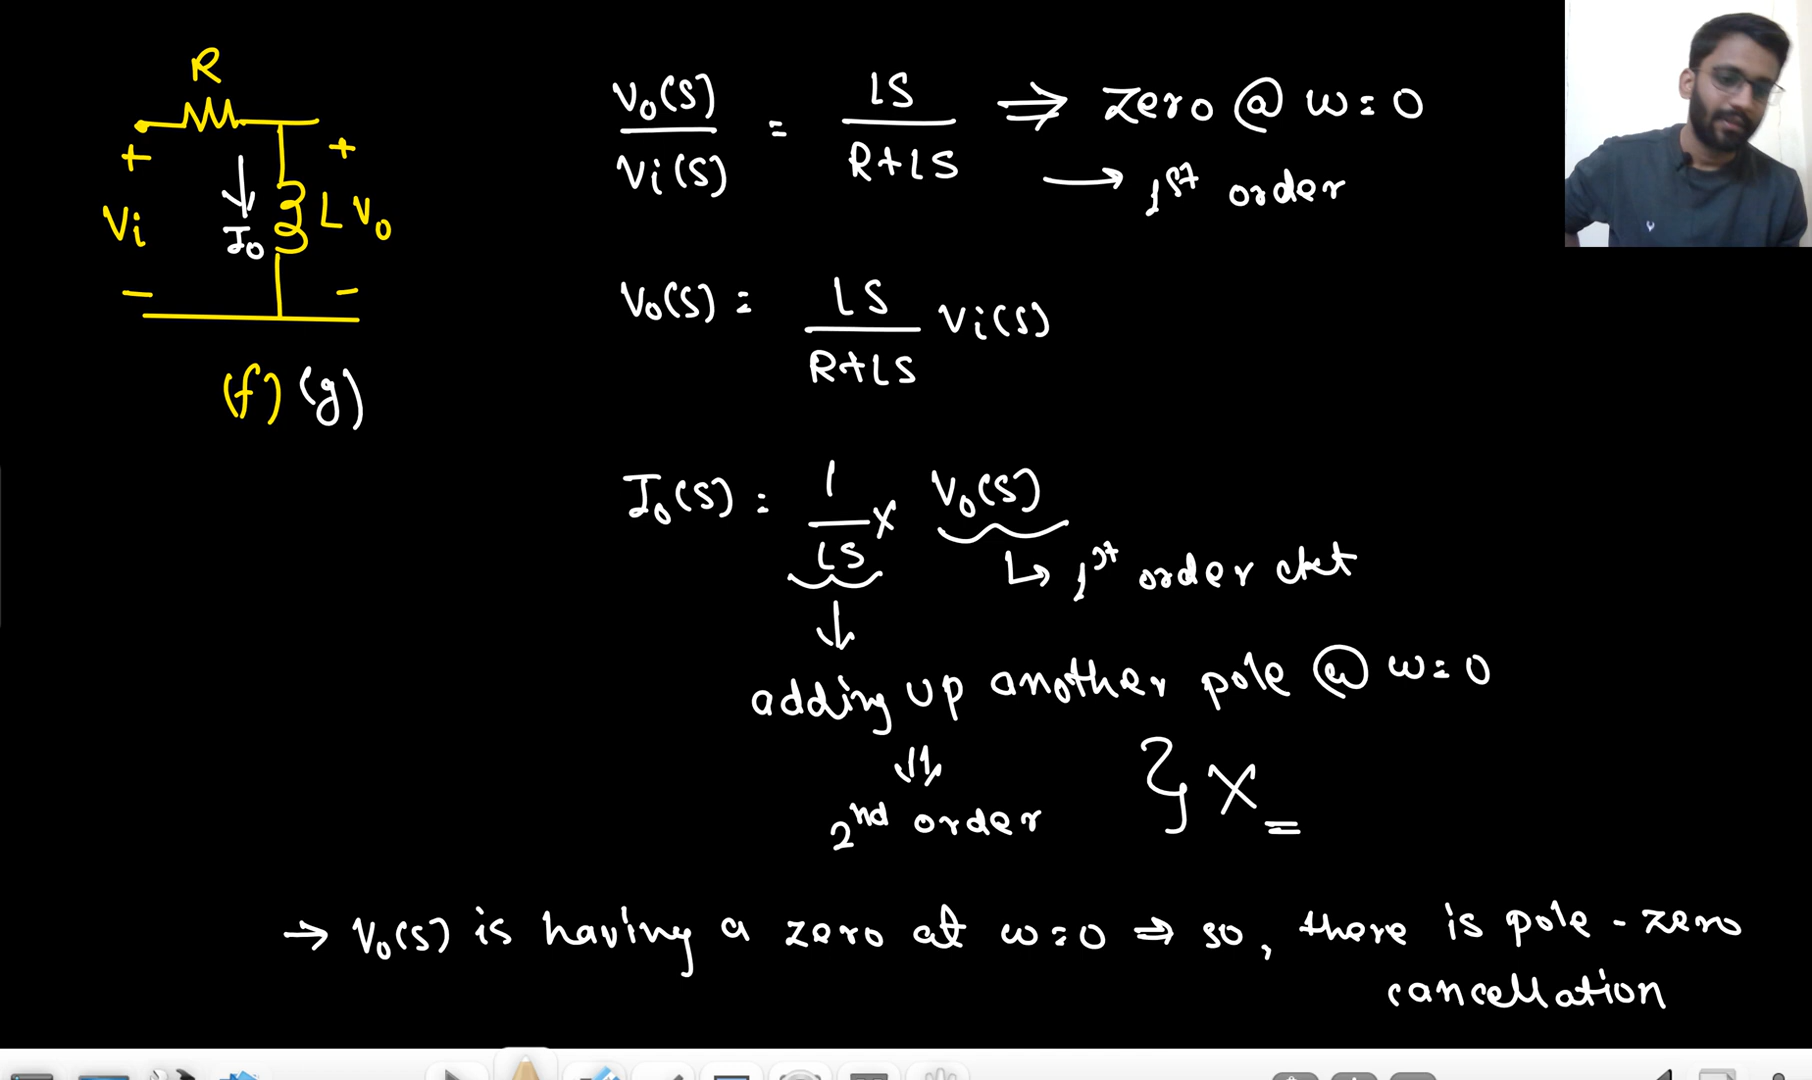 R
+
+
Vi
Io
L
Vo
-
-
(f) (g)
Vo(s)/Vi(s) = LS/(R+LS) ⇒ zero @ ω=0
→ 1st order
Vo(s) = LS/(R+LS) Vi(s)
Io(s) = 1/LS × Vo(s)
↳ 1st order ckt
↓
adding up another pole @ ω=0
⇓
2nd order } X
→ Vo(s) is having a zero at ω=0 ⇒ so, there is pole-zero
cancellation